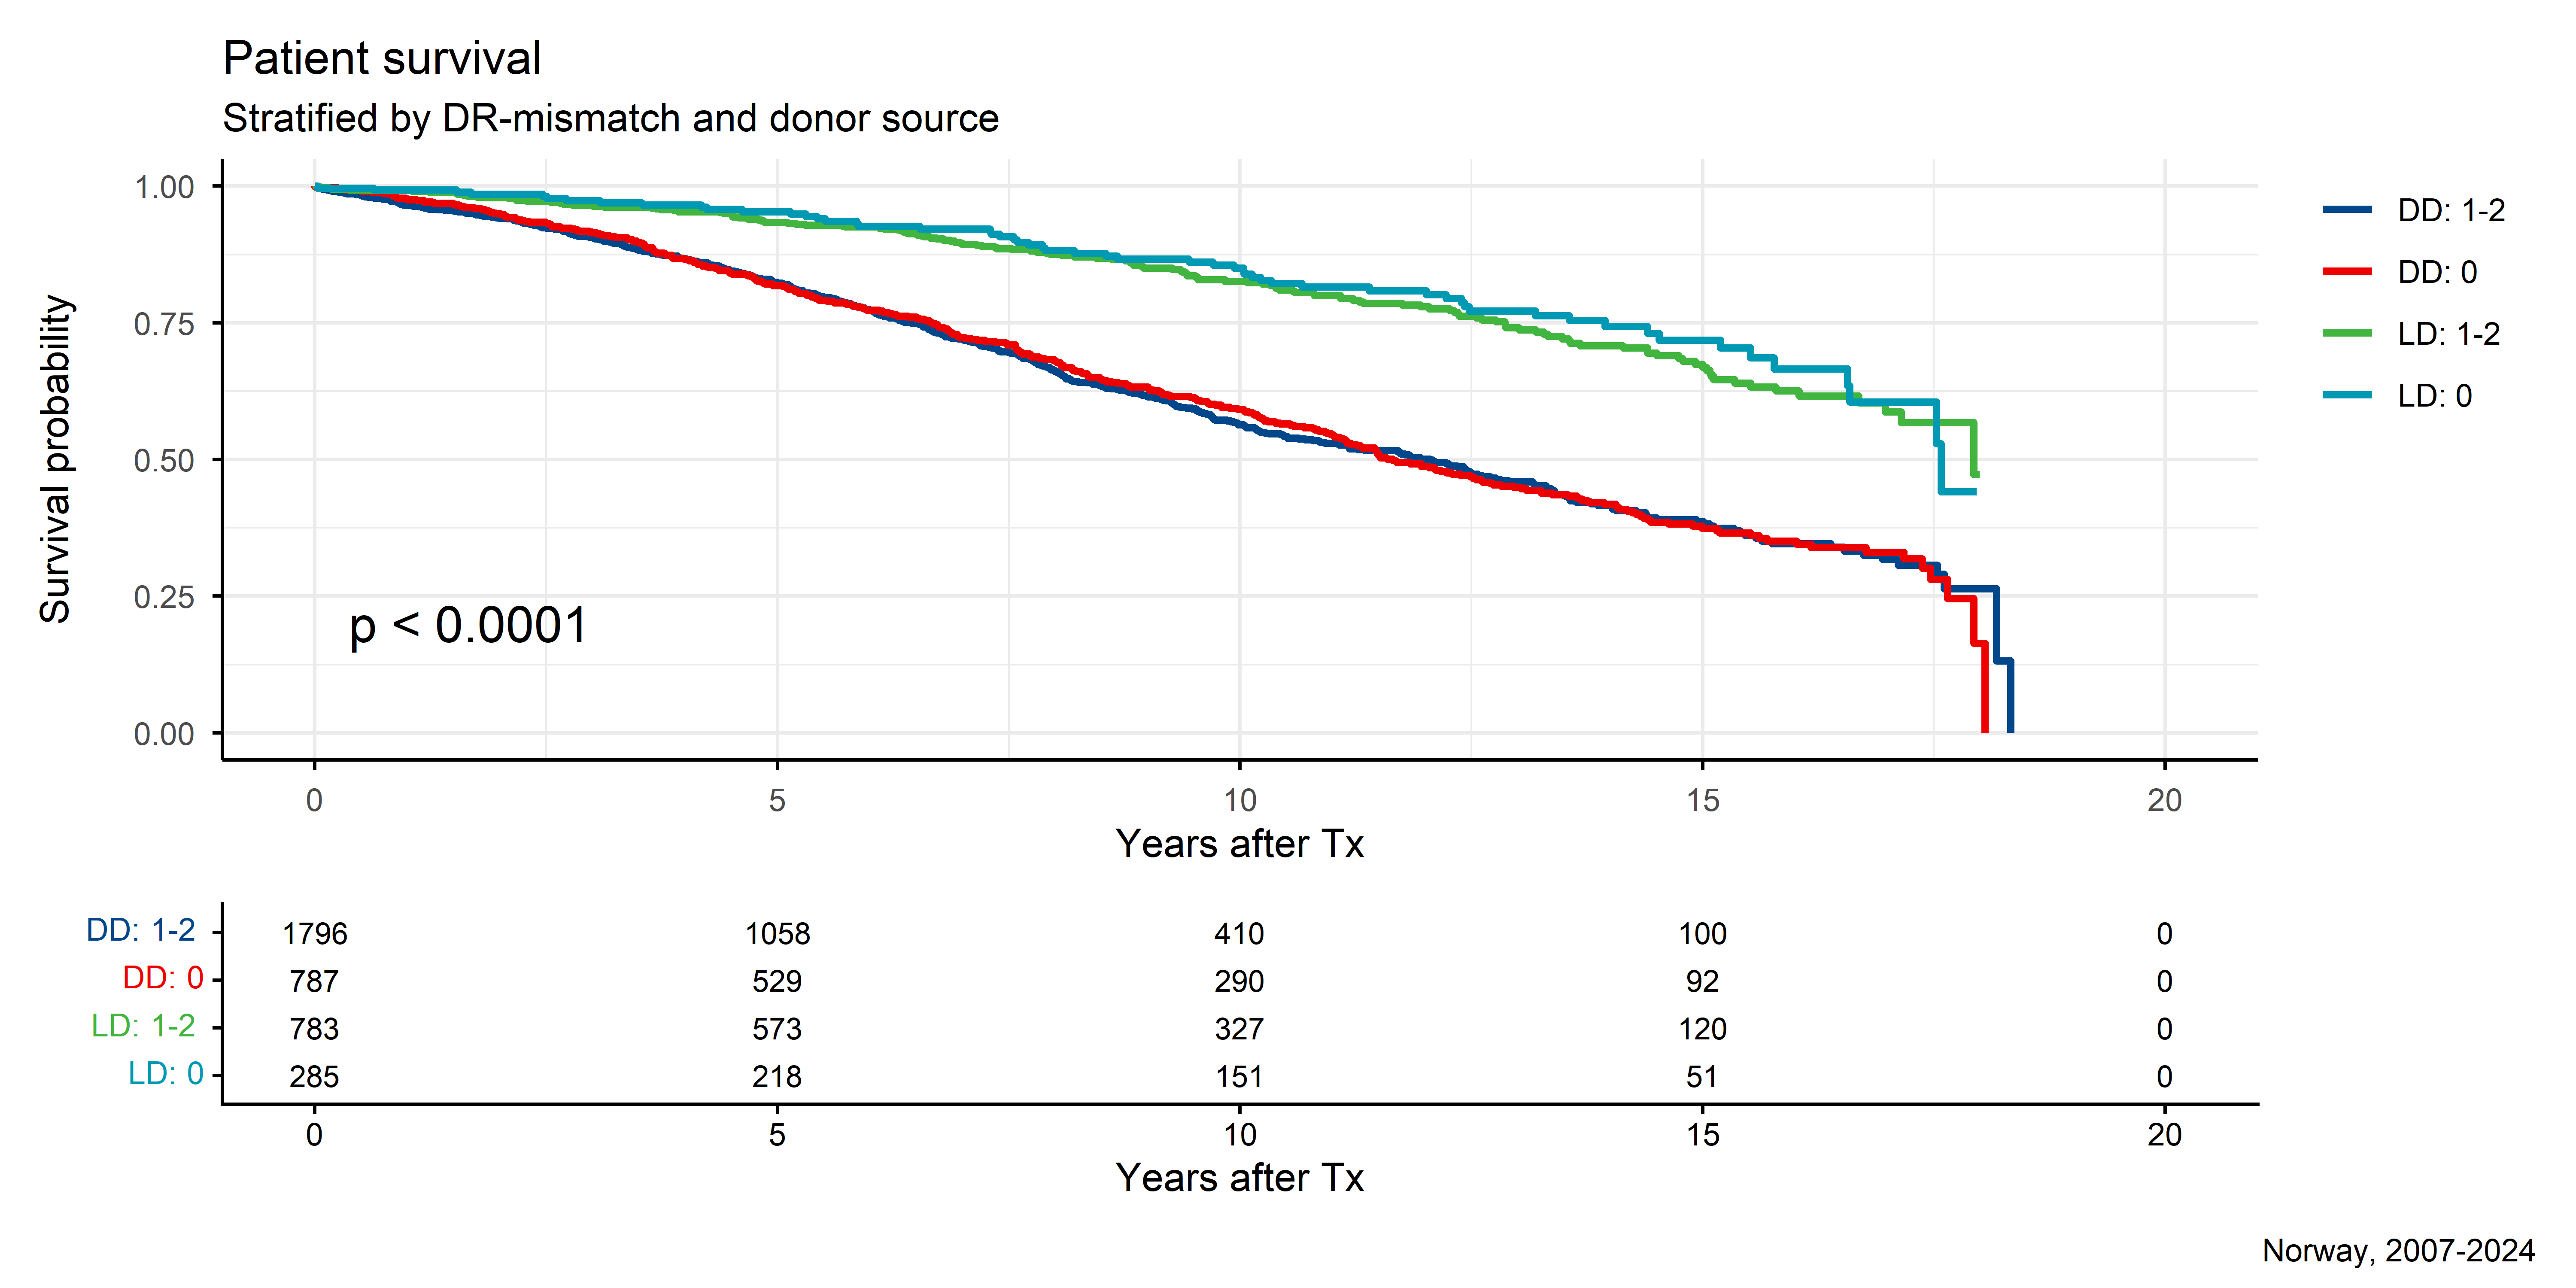 Patient survival
Stratified by DR-mismatch and donor source
Survival probability
1.00
0.75
0.50
0.25
0.00
p < 0.0001
DD: 1-2
DD: 0
LD: 1-2
LD: 0
0 5 10 15 20
Years after Tx
DD: 1-2 1796 1058 410 100 0
DD: 0 787 529 290 92 0
LD: 1-2 783 573 327 120 0
LD: 0 285 218 151 51 0
0 5 10 15 20
Years after Tx
Norway, 2007-2024